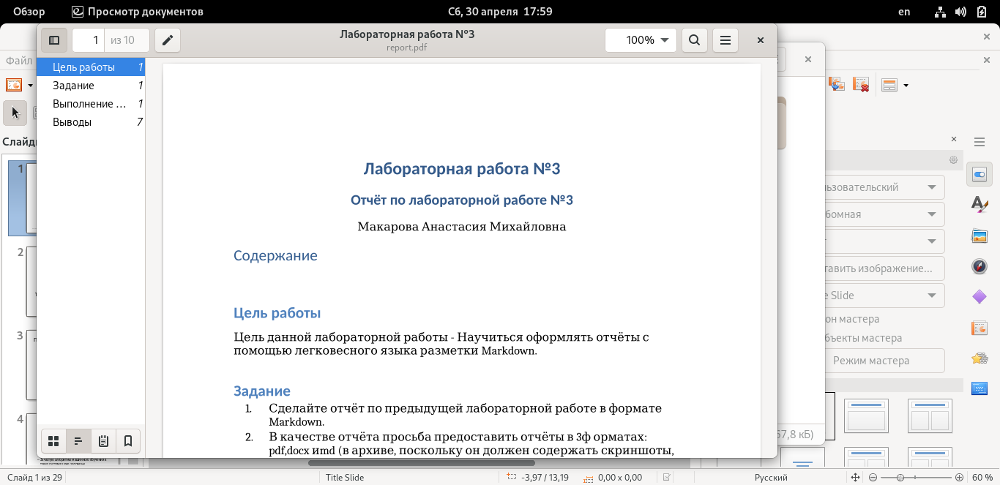 Обзор
Просмотр документов
Сб, 30 апреля 17:59
en
1 из 10
Лабораторная работа №3
report.pdf
100%
Файл
Цель работы 1
Задание 1
Выполнение ... 1
Выводы 7
Лабораторная работа №3
Отчёт по лабораторной работе №3
Макарова Анастасия Михайловна
Содержание
Цель работы
Цель данной лабораторной работы - Научиться оформлять отчёты с
помощью легковесного языка разметки Markdown.
Задание
1. Сделайте отчёт по предыдущей лабораторной работе в формате
Markdown.
2. В качестве отчёта просьба предоставить отчёты в 3ф орматах:
pdf,docx иmd (в архиве, поскольку он должен содержать скриншоты,
Слайд
1
2
3
4
льзовательский
бомная
тавить изображение...
e Slide
он мастера
бъекты мастера
Режим мастера
57,8 кБ)
Слайд 1 из 29
Title Slide
-3,97 / 13,19
0,00 x 0,00
Русский
60 %